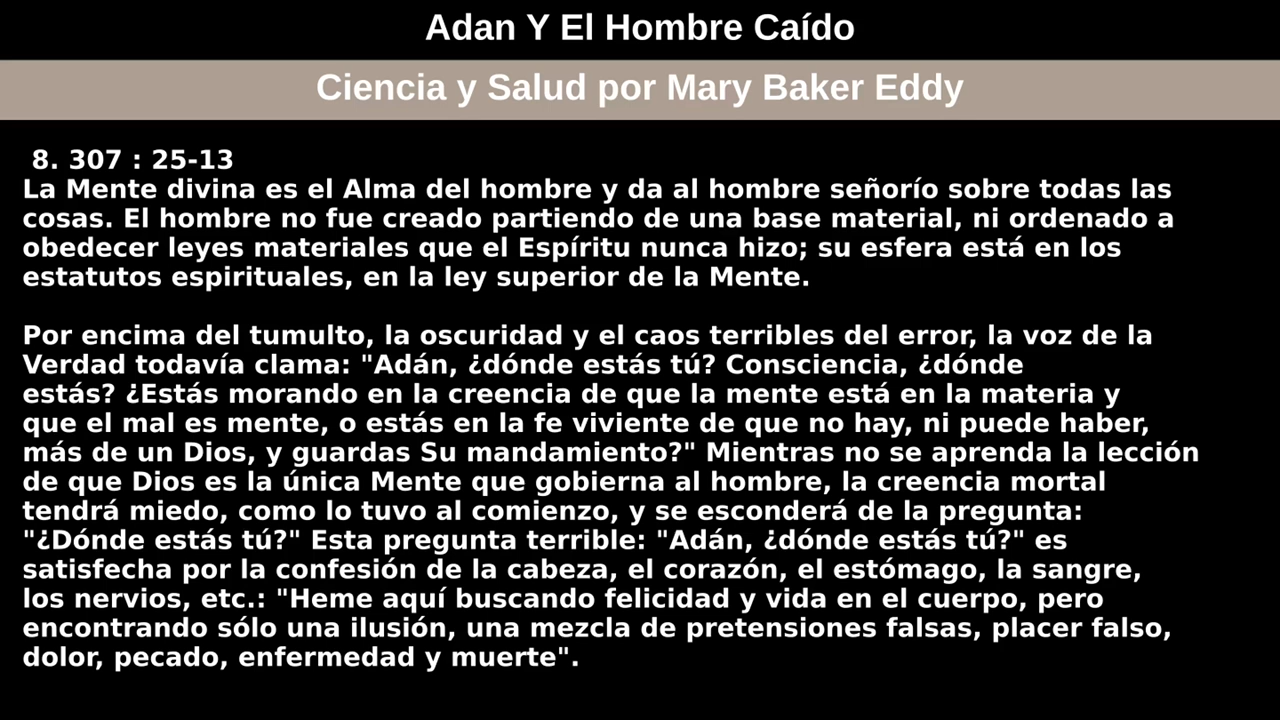 Adan Y El Hombre Caído
Ciencia y Salud por Mary Baker Eddy
8. 307 : 25-13
La Mente divina es el Alma del hombre y da al hombre señorío sobre todas las
cosas. El hombre no fue creado partiendo de una base material, ni ordenado a
obedecer leyes materiales que el Espíritu nunca hizo; su esfera está en los
estatutos espirituales, en la ley superior de la Mente.
Por encima del tumulto, la oscuridad y el caos terribles del error, la voz de la
Verdad todavía clama: "Adán, ¿dónde estás tú? Consciencia, ¿dónde
estás? ¿Estás morando en la creencia de que la mente está en la materia y
que el mal es mente, o estás en la fe viviente de que no hay, ni puede haber,
más de un Dios, y guardas Su mandamiento?" Mientras no se aprenda la lección
de que Dios es la única Mente que gobierna al hombre, la creencia mortal
tendrá miedo, como lo tuvo al comienzo, y se esconderá de la pregunta:
"¿Dónde estás tú?" Esta pregunta terrible: "Adán, ¿dónde estás tú?" es
satisfecha por la confesión de la cabeza, el corazón, el estómago, la sangre,
los nervios, etc.: "Heme aquí buscando felicidad y vida en el cuerpo, pero
encontrando sólo una ilusión, una mezcla de pretensiones falsas, placer falso,
dolor, pecado, enfermedad y muerte".